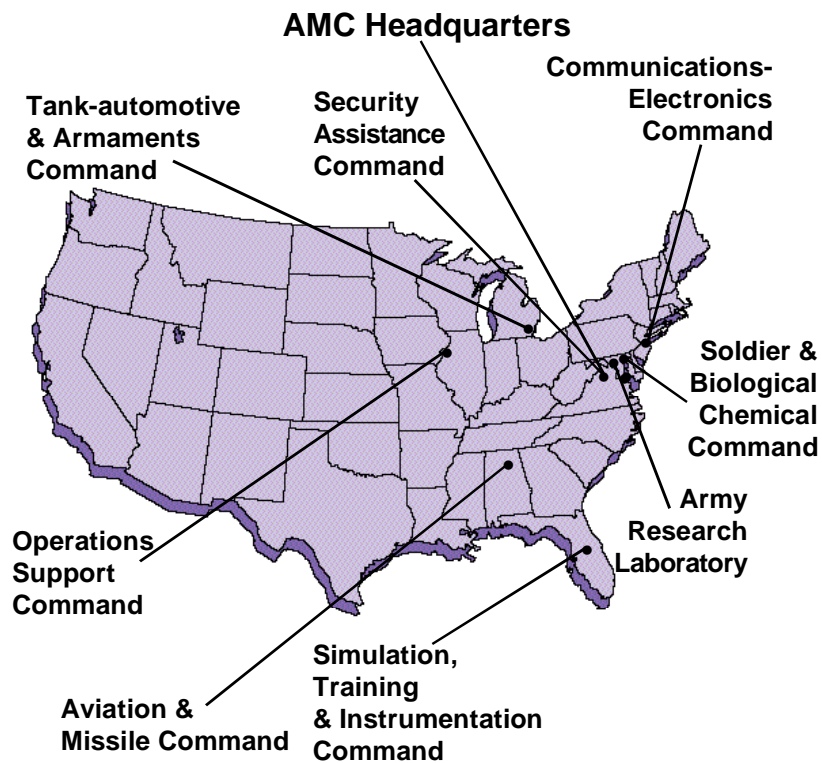 AMC Headquarters
Communications-
Electronics
Command
Tank-automotive
& Armaments
Command
Security
Assistance
Command
Soldier &
Biological
Chemical
Command
Army
Research
Laboratory
Operations
Support
Command
Simulation,
Training
& Instrumentation
Command
Aviation &
Missile Command